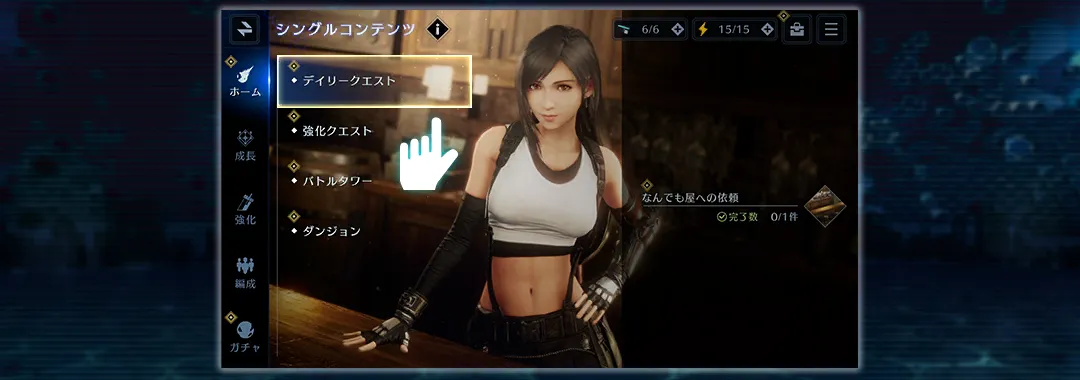 シングルコンテンツ
i
6/6
15/15
ホーム
成長
強化
編成
ガチャ
デイリークエスト
強化クエスト
バトルタワー
ダンジョン
なんでも屋への依頼
完了数 0/1件